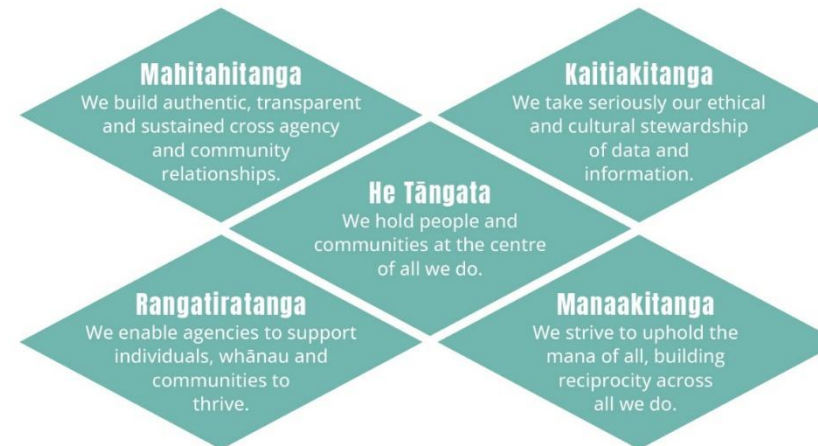 Mahitahitanga
We build authentic, transparent
and sustained cross agency
and community
relationships.
Kaitiakitanga
We take seriously our ethical
and cultural stewardship
of data and
information.
He Tāngata
We hold people and
communities at the centre
of all we do.
Rangatiratanga
We enable agencies to support
individuals, whānau and
communities to
thrive.
Manaakitanga
We strive to uphold the
mana of all, building
reciprocity across
all we do.